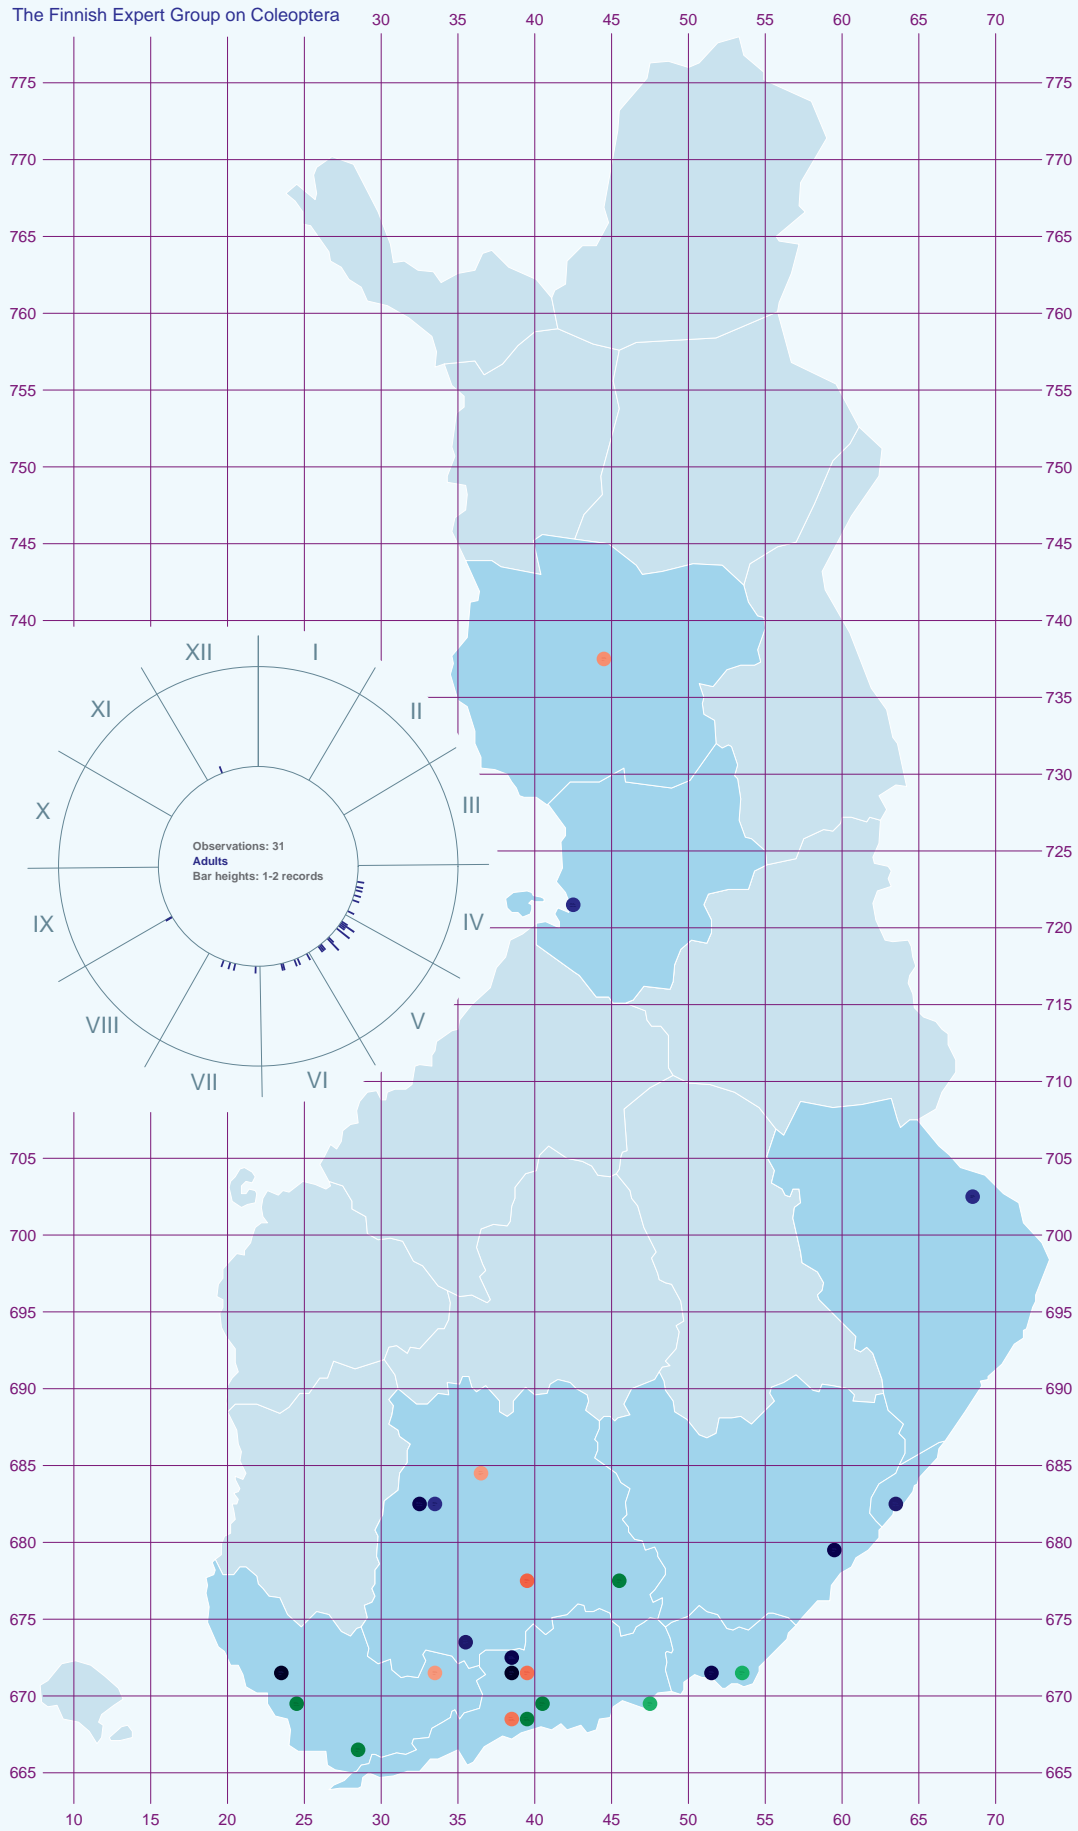 The Finnish Expert Group on Coleoptera
30 35 40 45 50 55 60 65 70
775 775
770 770
765 765
760 760
755 755
750 750
745 745
740 740
735
730
725
720
715
710
705 705
700 700
695 695
690 690
685 685
680 680
675 675
670 670
665 665
XII I
XI II
X III
IX IV
VIII V
VII VI
Observations: 31
Adults
Bar heights: 1-2 records
10 15 20 25 30 35 40 45 50 55 60 65 70